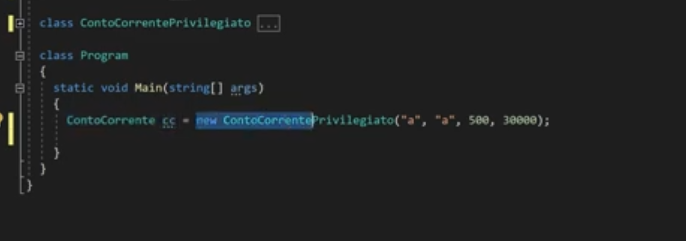 class ContoCorrentePrivilegiato ...
class Program
{
static void Main(string[] args)
{
ContoCorrente cc = new ContoCorrentePrivilegiato("a", "a", 500, 30000);
}
}
}